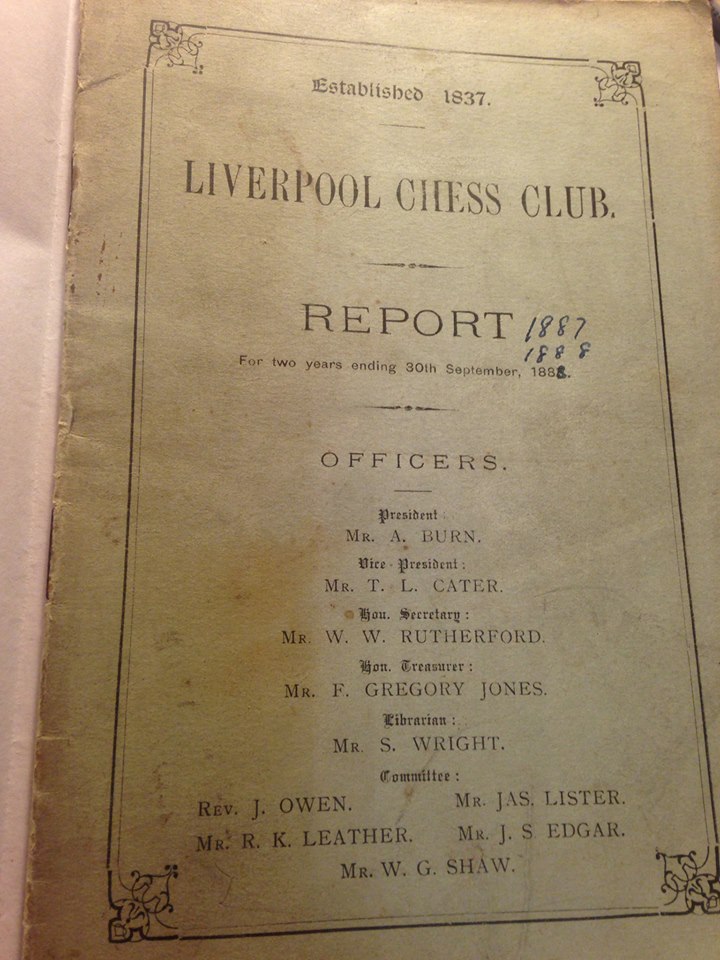 Established 1837.
LIVERPOOL CHESS CLUB.
REPORT 1887
1888
For two years ending 30th September, 1888.
OFFICERS.
President:
MR. A. BURN.
Vice-President:
MR. T. L. CATER.
Hon. Secretary:
MR. W. W. RUTHERFORD.
Hon. Treasurer:
MR. F. GREGORY JONES.
Librarian:
MR. S. WRIGHT.
Committee:
REV. J. OWEN. MR. JAS. LISTER.
MR. R. K. LEATHER. MR. J. S. EDGAR.
MR. W. G. SHAW.